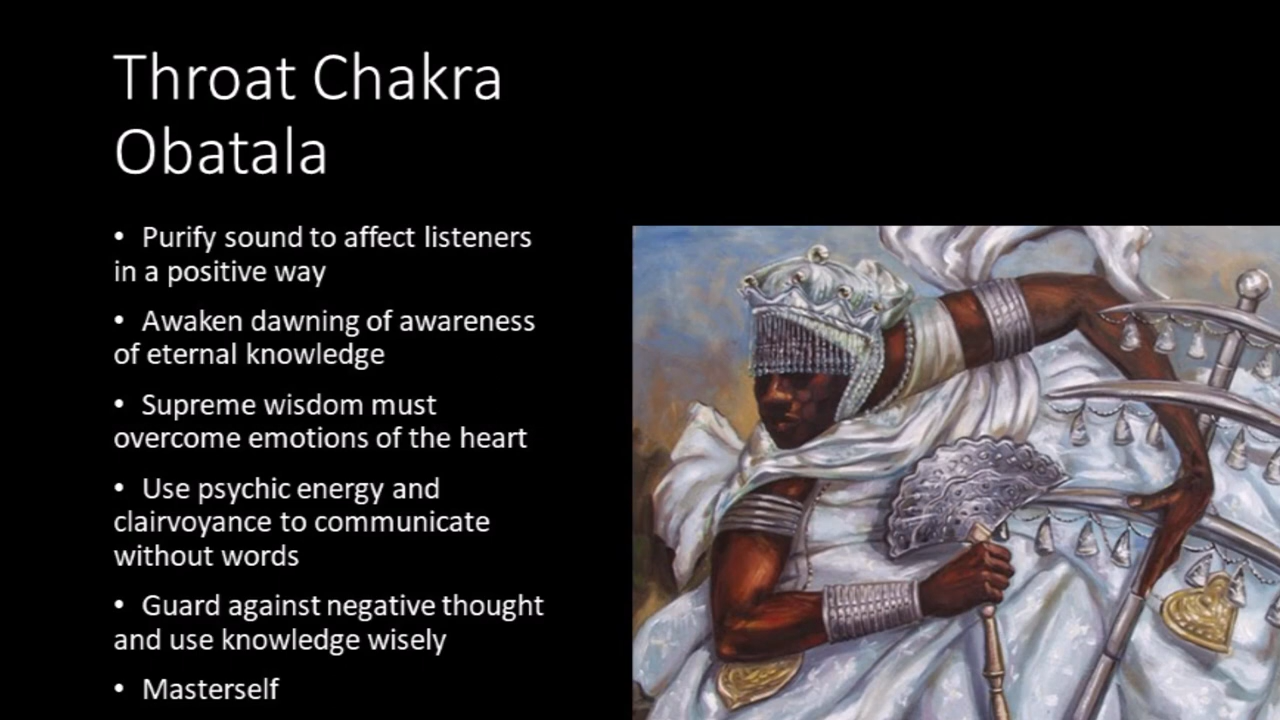 Throat Chakra
Obatala
• Purify sound to affect listeners
in a positive way
• Awaken dawning of awareness
of eternal knowledge
• Supreme wisdom must
overcome emotions of the heart
• Use psychic energy and
clairvoyance to communicate
without words
• Guard against negative thought
and use knowledge wisely
• Masterself